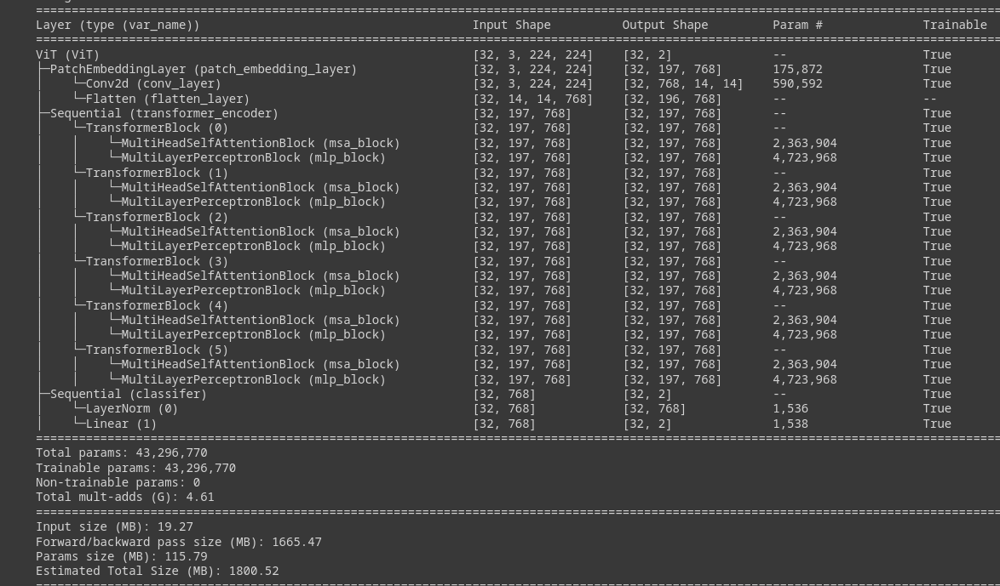 ================================================================================================================================
Layer (type (var_name))                                      Input Shape          Output Shape         Param #              Trainable
================================================================================================================================
ViT (ViT)                                                    [32, 3, 224, 224]    [32, 2]              --                   True
├─PatchEmbeddingLayer (patch_embedding_layer)                [32, 3, 224, 224]    [32, 197, 768]       175,872              True
│    └─Conv2d (conv_layer)                                   [32, 3, 224, 224]    [32, 768, 14, 14]    590,592              True
│    └─Flatten (flatten_layer)                               [32, 14, 14, 768]    [32, 196, 768]       --                   --
├─Sequential (transformer_encoder)                           [32, 197, 768]       [32, 197, 768]       --                   True
│    └─TransformerBlock (0)                                  [32, 197, 768]       [32, 197, 768]       --                   True
│    │    └─MultiHeadSelfAttentionBlock (msa_block)          [32, 197, 768]       [32, 197, 768]       2,363,904            True
│    │    └─MultiLayerPerceptronBlock (mlp_block)            [32, 197, 768]       [32, 197, 768]       4,723,968            True
│    └─TransformerBlock (1)                                  [32, 197, 768]       [32, 197, 768]       --                   True
│    │    └─MultiHeadSelfAttentionBlock (msa_block)          [32, 197, 768]       [32, 197, 768]       2,363,904            True
│    │    └─MultiLayerPerceptronBlock (mlp_block)            [32, 197, 768]       [32, 197, 768]       4,723,968            True
│    └─TransformerBlock (2)                                  [32, 197, 768]       [32, 197, 768]       --                   True
│    │    └─MultiHeadSelfAttentionBlock (msa_block)          [32, 197, 768]       [32, 197, 768]       2,363,904            True
│    │    └─MultiLayerPerceptronBlock (mlp_block)            [32, 197, 768]       [32, 197, 768]       4,723,968            True
│    └─TransformerBlock (3)                                  [32, 197, 768]       [32, 197, 768]       --                   True
│    │    └─MultiHeadSelfAttentionBlock (msa_block)          [32, 197, 768]       [32, 197, 768]       2,363,904            True
│    │    └─MultiLayerPerceptronBlock (mlp_block)            [32, 197, 768]       [32, 197, 768]       4,723,968            True
│    └─TransformerBlock (4)                                  [32, 197, 768]       [32, 197, 768]       --                   True
│    │    └─MultiHeadSelfAttentionBlock (msa_block)          [32, 197, 768]       [32, 197, 768]       2,363,904            True
│    │    └─MultiLayerPerceptronBlock (mlp_block)            [32, 197, 768]       [32, 197, 768]       4,723,968            True
│    └─TransformerBlock (5)                                  [32, 197, 768]       [32, 197, 768]       --                   True
│    │    └─MultiHeadSelfAttentionBlock (msa_block)          [32, 197, 768]       [32, 197, 768]       2,363,904            True
│    │    └─MultiLayerPerceptronBlock (mlp_block)            [32, 197, 768]       [32, 197, 768]       4,723,968            True
├─Sequential (classifer)                                     [32, 768]            [32, 2]              --                   True
│    └─LayerNorm (0)                                         [32, 768]            [32, 768]            1,536                True
│    └─Linear (1)                                            [32, 768]            [32, 2]              1,538                True
================================================================================================================================
Total params: 43,296,770
Trainable params: 43,296,770
Non-trainable params: 0
Total mult-adds (G): 4.61
================================================================================================================================
Input size (MB): 19.27
Forward/backward pass size (MB): 1665.47
Params size (MB): 115.79
Estimated Total Size (MB): 1800.52
================================================================================================================================